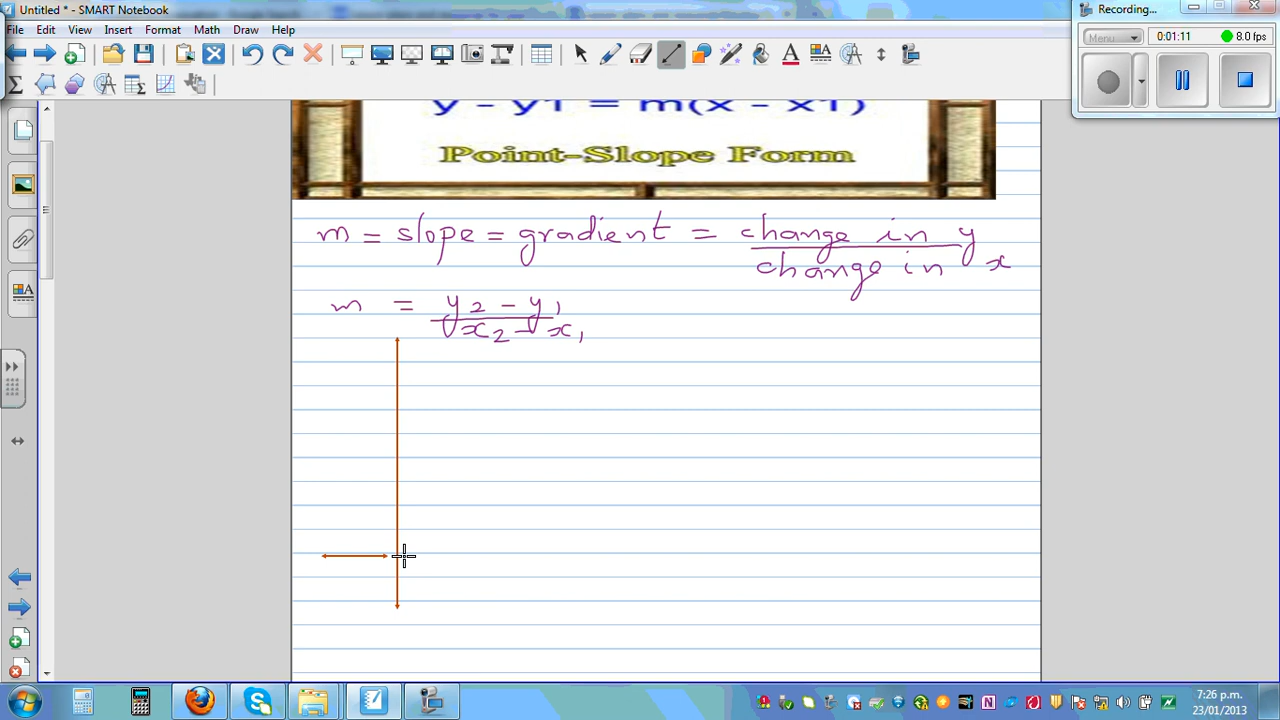 Untitled * - SMART Notebook
File Edit View Insert Format Math Draw Help
Recording...
Menu
0:01:11
8.0 fps
y - y1 = m(x - x1)
Point-Slope Form
m = slope = gradient = change in y
change in x
m = y2 - y1
x2 - x1
7:26 p.m.
23/01/2013